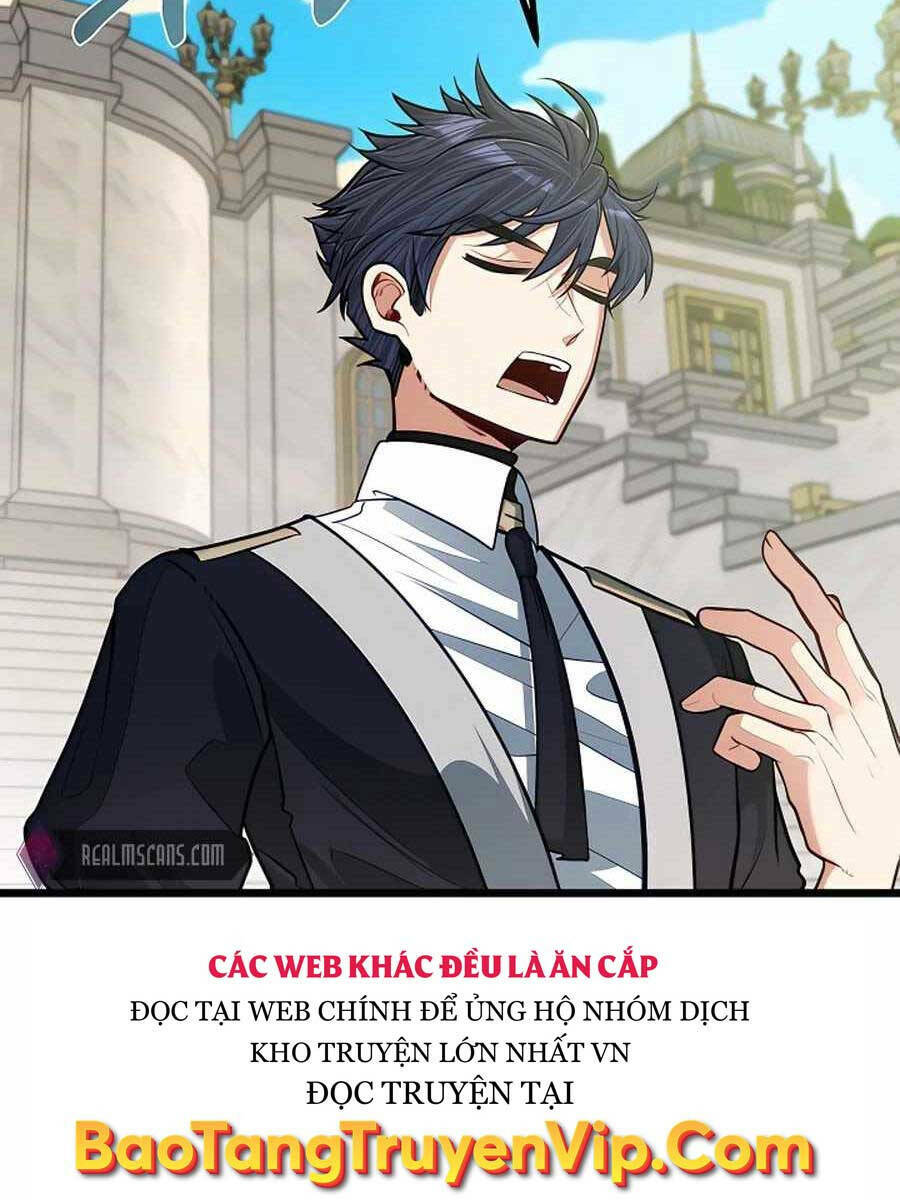 REALMSCANS.COM
CÁC WEB KHÁC ĐỀU LÀ ĂN CẮP
ĐỌC TẠI WEB CHÍNH ĐỂ ỦNG HỘ NHÓM DỊCH
KHO TRUYỆN LỚN NHẤT VN
ĐỌC TRUYỆN TẠI
BaoTangTruyenVip.Com